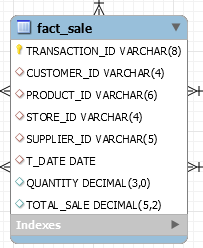 fact_sale
TRANSACTION_ID VARCHAR(8)
CUSTOMER_ID VARCHAR(4)
PRODUCT_ID VARCHAR(6)
STORE_ID VARCHAR(4)
SUPPLIER_ID VARCHAR(5)
T_DATE DATE
QUANTITY DECIMAL(3,0)
TOTAL_SALE DECIMAL(5,2)
Indexes